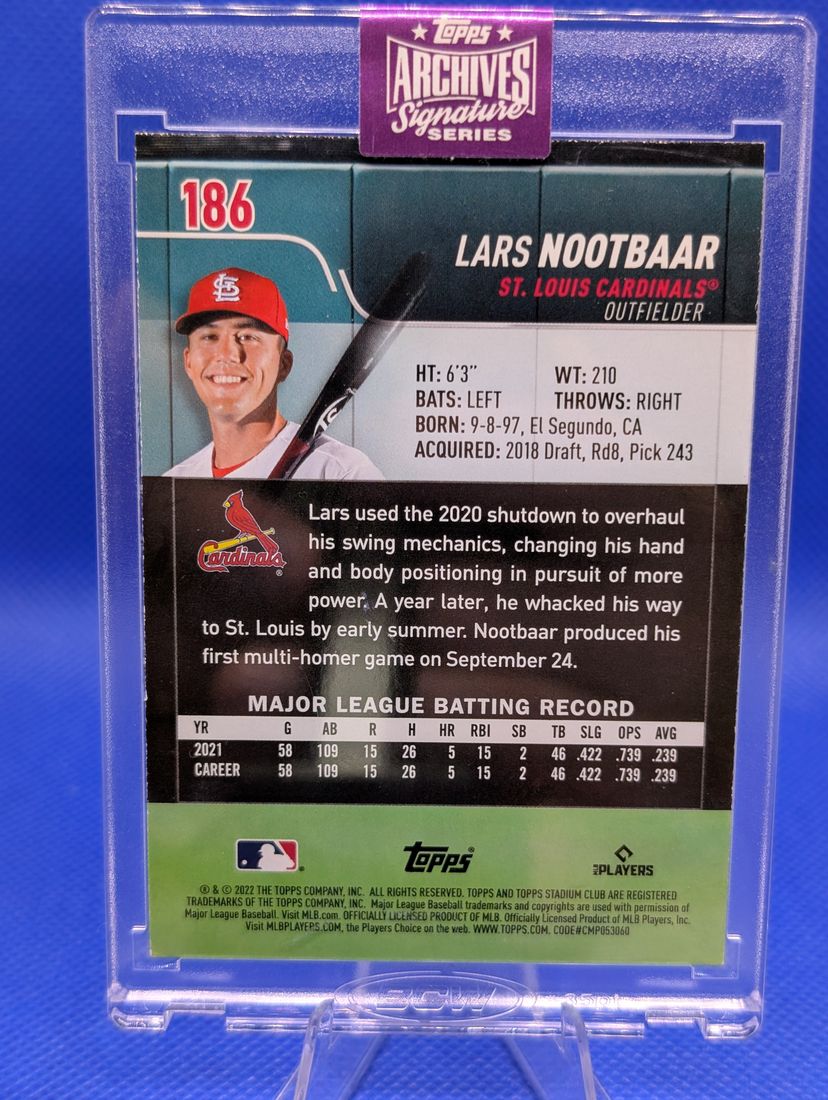 Topps
ARCHIVES
Signature
SERIES
186
LARS NOOTBAAR
ST. LOUIS CARDINALS®
OUTFIELDER
HT: 6'3" WT: 210
BATS: LEFT THROWS: RIGHT
BORN: 9-8-97, El Segundo, CA
ACQUIRED: 2018 Draft, Rd8, Pick 243
Lars used the 2020 shutdown to overhaul
his swing mechanics, changing his hand
and body positioning in pursuit of more
power. A year later, he whacked his way
to St. Louis by early summer. Nootbaar produced his
first multi-homer game on September 24.
Cardinals®
MAJOR LEAGUE BATTING RECORD
YR G AB R H HR RBI SB TB SLG OPS AVG
2021 58 109 15 26 5 15 2 46 .422 .739 .239
CAREER 58 109 15 26 5 15 2 46 .422 .739 .239
Topps® MLB PLAYERS
® & © 2022 THE TOPPS COMPANY, INC. ALL RIGHTS RESERVED. TOPPS AND TOPPS STADIUM CLUB ARE REGISTERED
TRADEMARKS OF THE TOPPS COMPANY, INC. Major League Baseball trademarks and copyrights are used with permission of
Major League Baseball. Visit MLB.com. OFFICIALLY LICENSED PRODUCT OF MLB. Officially Licensed Product of MLB Players, Inc.
Visit MLBPLAYERS.COM, the Players Choice on the web. WWW.TOPPS.COM. CODE#CMP053060
BCW